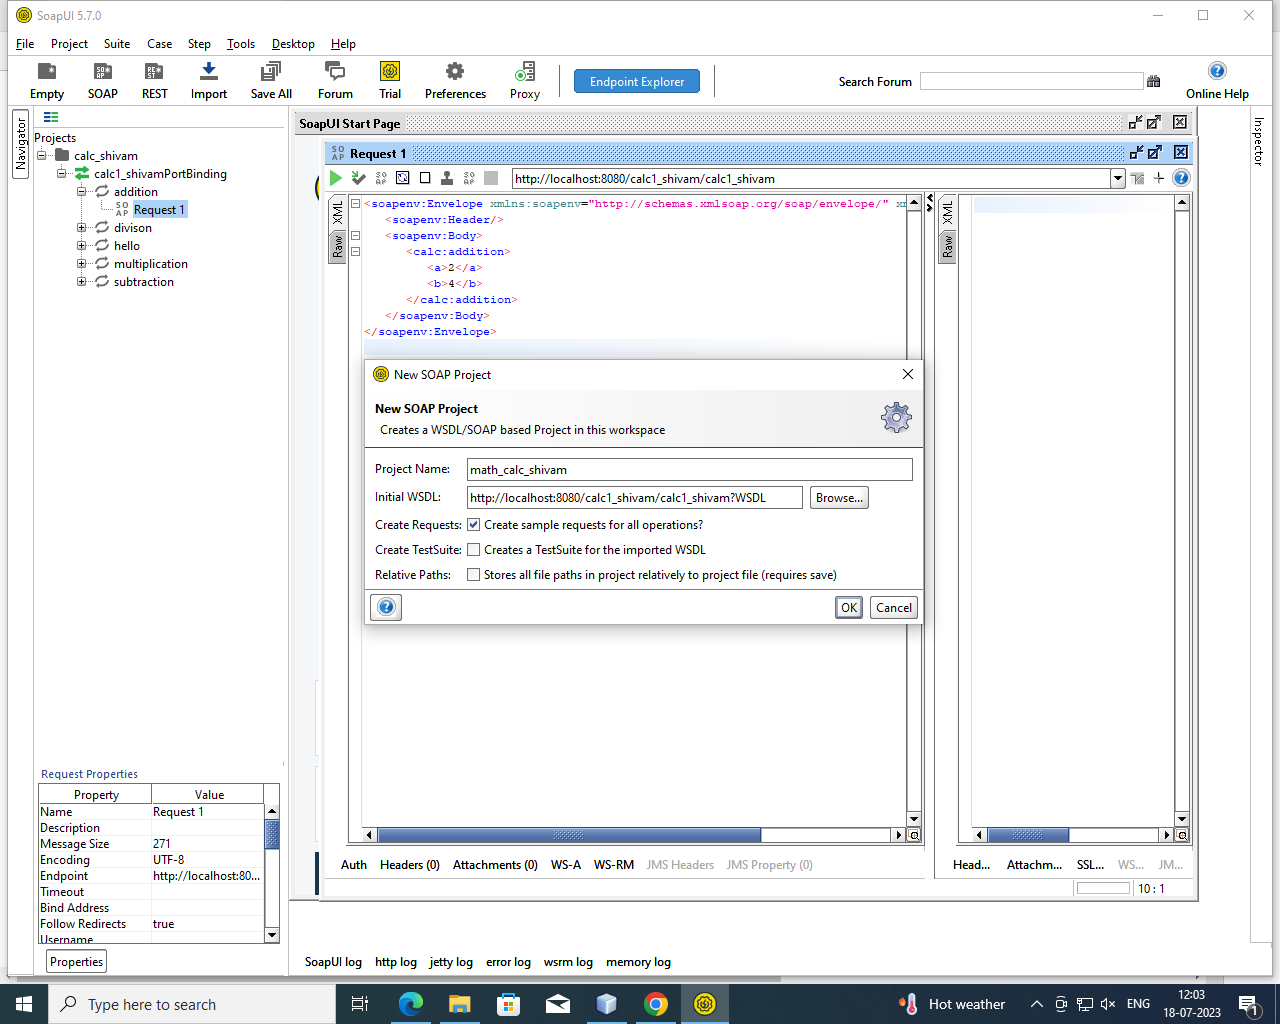 SoapUI 5.7.0
File Project Suite Case Step Tools Desktop Help
Empty SOAP REST Import Save All Forum Trial Preferences Proxy Endpoint Explorer Search Forum Online Help
Navigator
Projects
calc_shivam
calc1_shivamPortBinding
addition
SO AP Request 1
divison
hello
multiplication
subtraction
SoapUI Start Page
SO AP Request 1
http://localhost:8080/calc1_shivam/calc1_shivam
XML
Raw
<soapenv:Envelope xmlns:soapenv="http://schemas.xmlsoap.org/soap/envelope/"
<soapenv:Header/>
<soapenv:Body>
<calc:addition>
<a>2</a>
<b>4</b>
</calc:addition>
</soapenv:Body>
</soapenv:Envelope>
XML
Raw
Inspector
New SOAP Project
New SOAP Project
Creates a WSDL/SOAP based Project in this workspace
Project Name: math_calc_shivam
Initial WSDL: http://localhost:8080/calc1_shivam/calc1_shivam?WSDL Browse...
Create Requests: Create sample requests for all operations?
Create TestSuite: Creates a TestSuite for the imported WSDL
Relative Paths: Stores all file paths in project relatively to project file (requires save)
OK Cancel
Request Properties
Property Value
Name Request 1
Description
Message Size 271
Encoding UTF-8
Endpoint http://localhost:80...
Timeout
Bind Address
Follow Redirects true
Username
Properties
Auth Headers (0) Attachments (0) WS-A WS-RM JMS Headers JMS Property (0)
Head... Attachm... SSL... WS... JM...
10 : 1
SoapUI log http log jetty log error log wsrm log memory log
Type here to search
Hot weather
ENG
12:03
18-07-2023
1